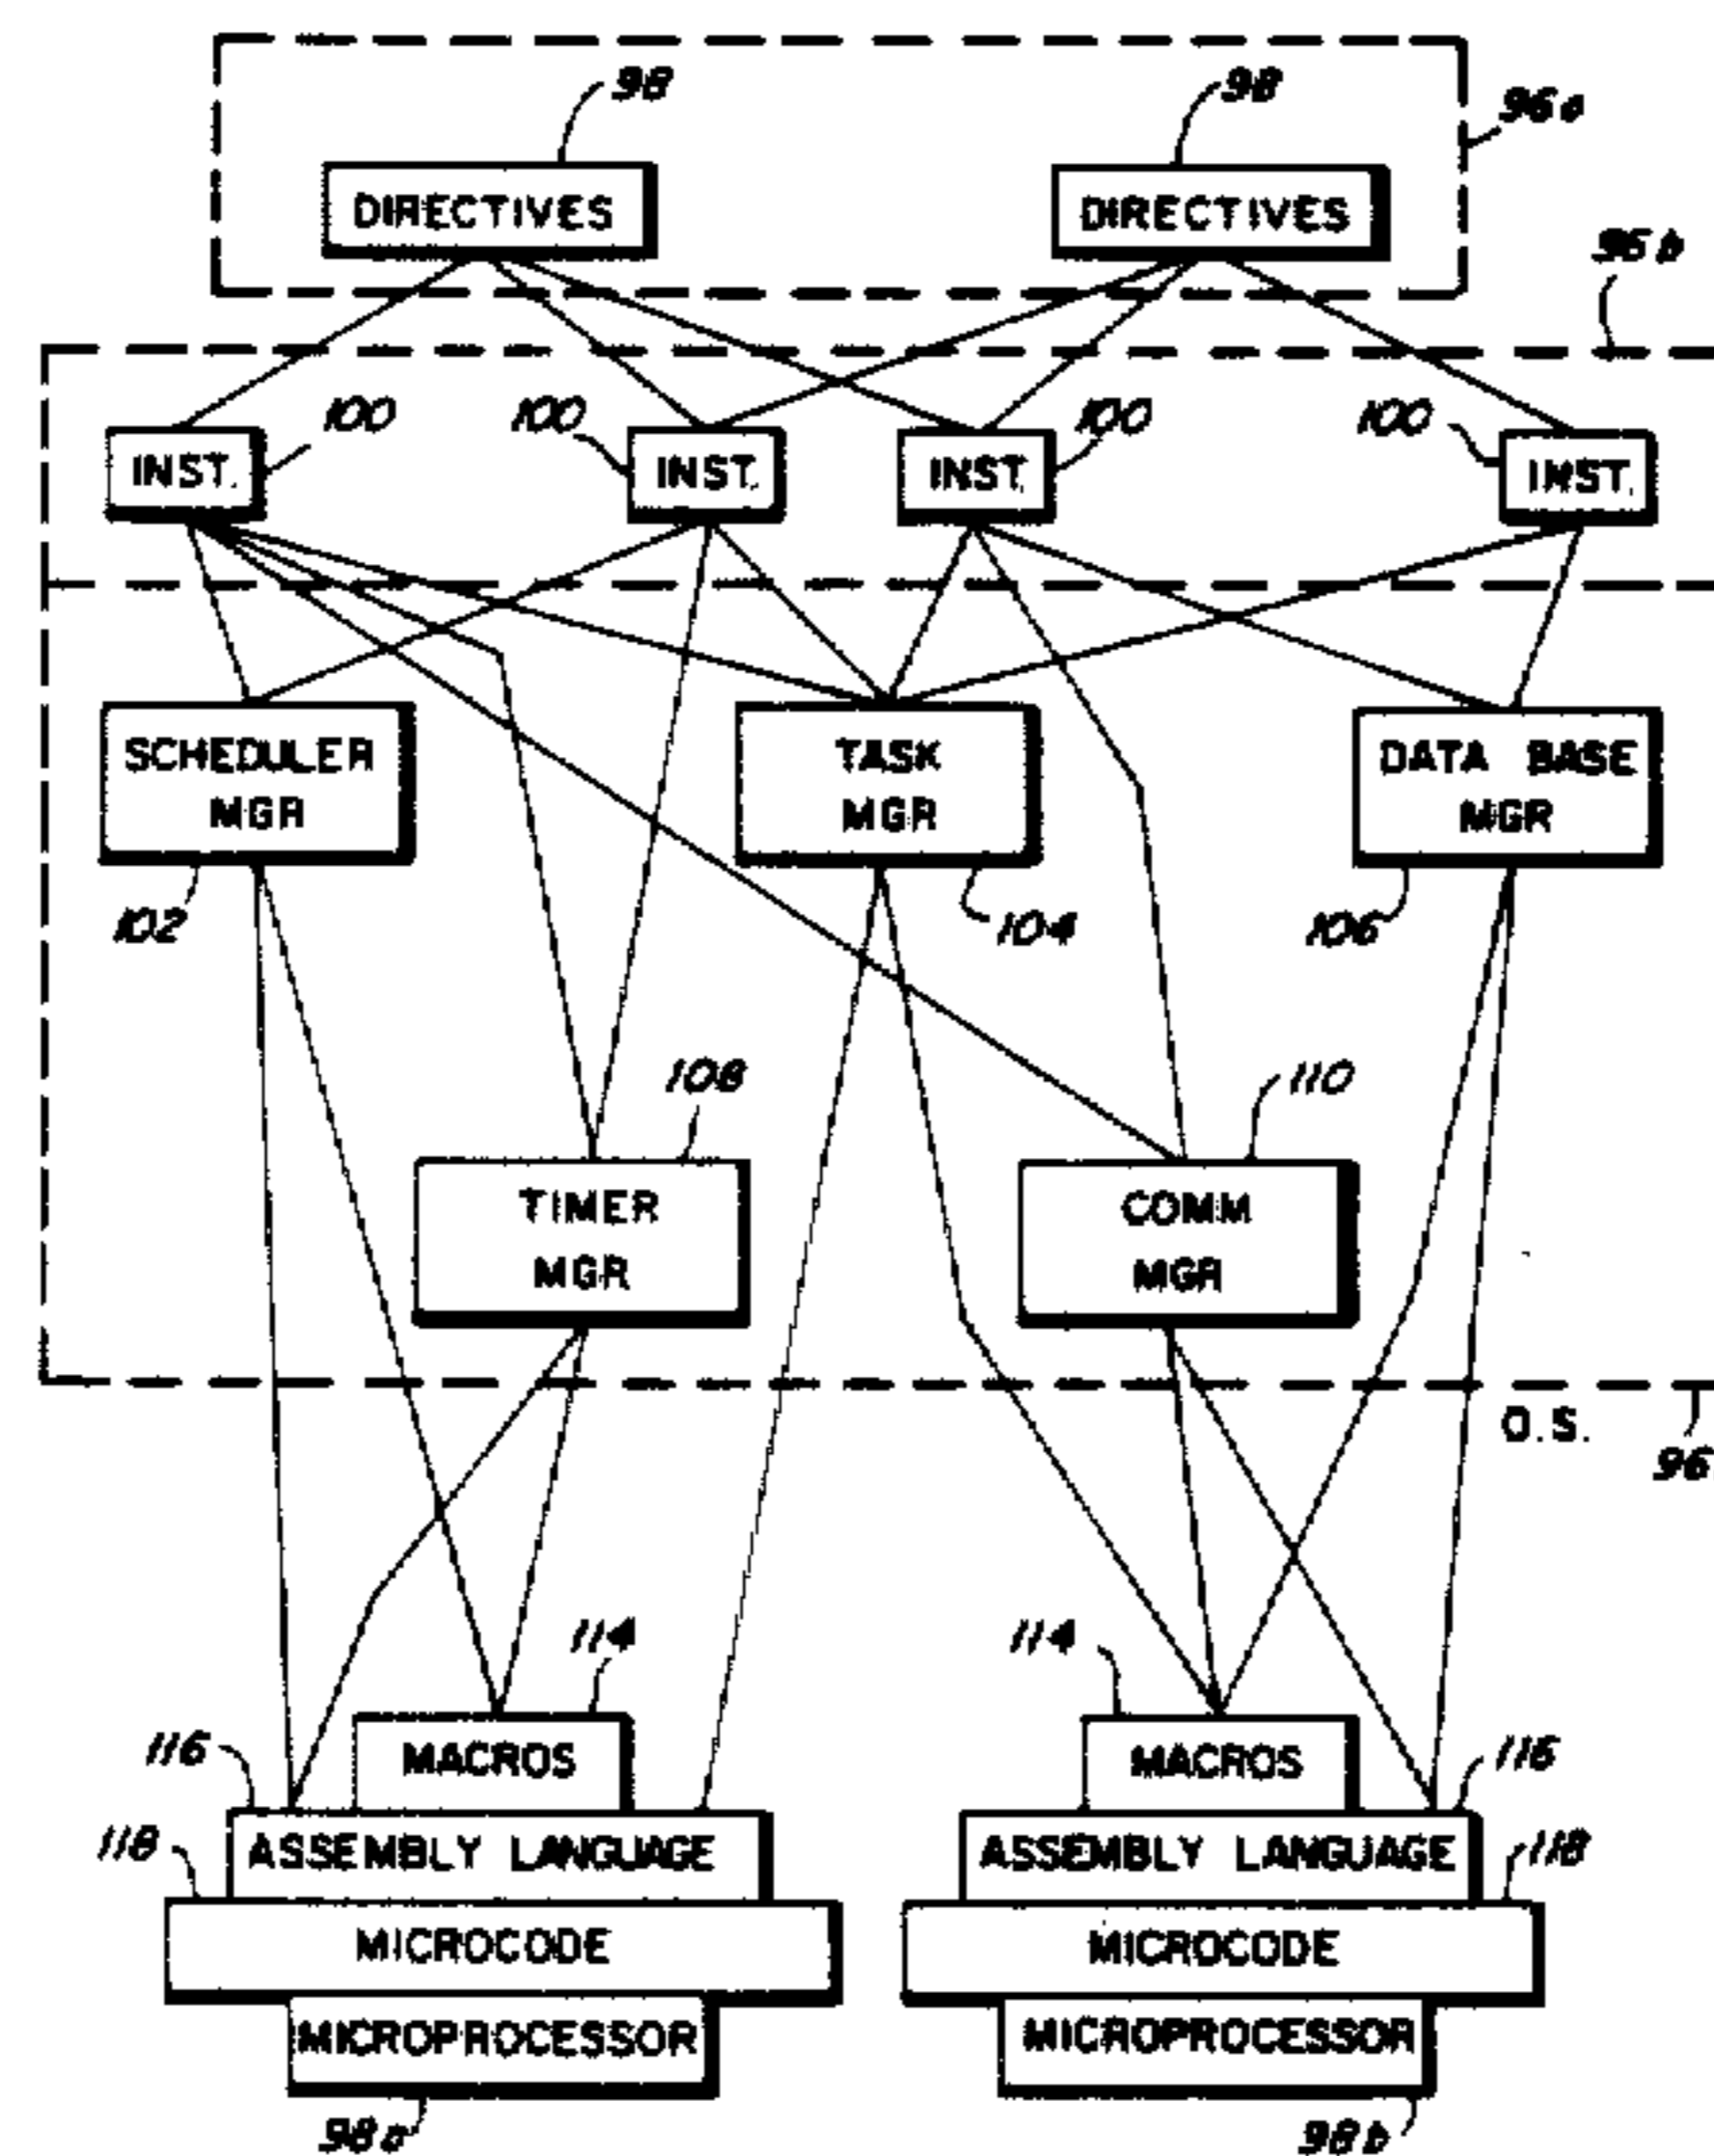 98
98
96a
DIRECTIVES
DIRECTIVES
96b
100
100
100
100
INST.
INST.
INST.
INST.
SCHEDULER
MGR
TASK
MGR
DATA BASE
MGR
102
104
106
108
110
TIMER
MGR
COMM
MGR
O.S.
96
114
114
116
MACROS
MACROS
116
118
ASSEMBLY LANGUAGE
ASSEMBLY LANGUAGE
118
MICROCODE
MICROCODE
MICROPROCESSOR
MICROPROCESSOR
98a
98b